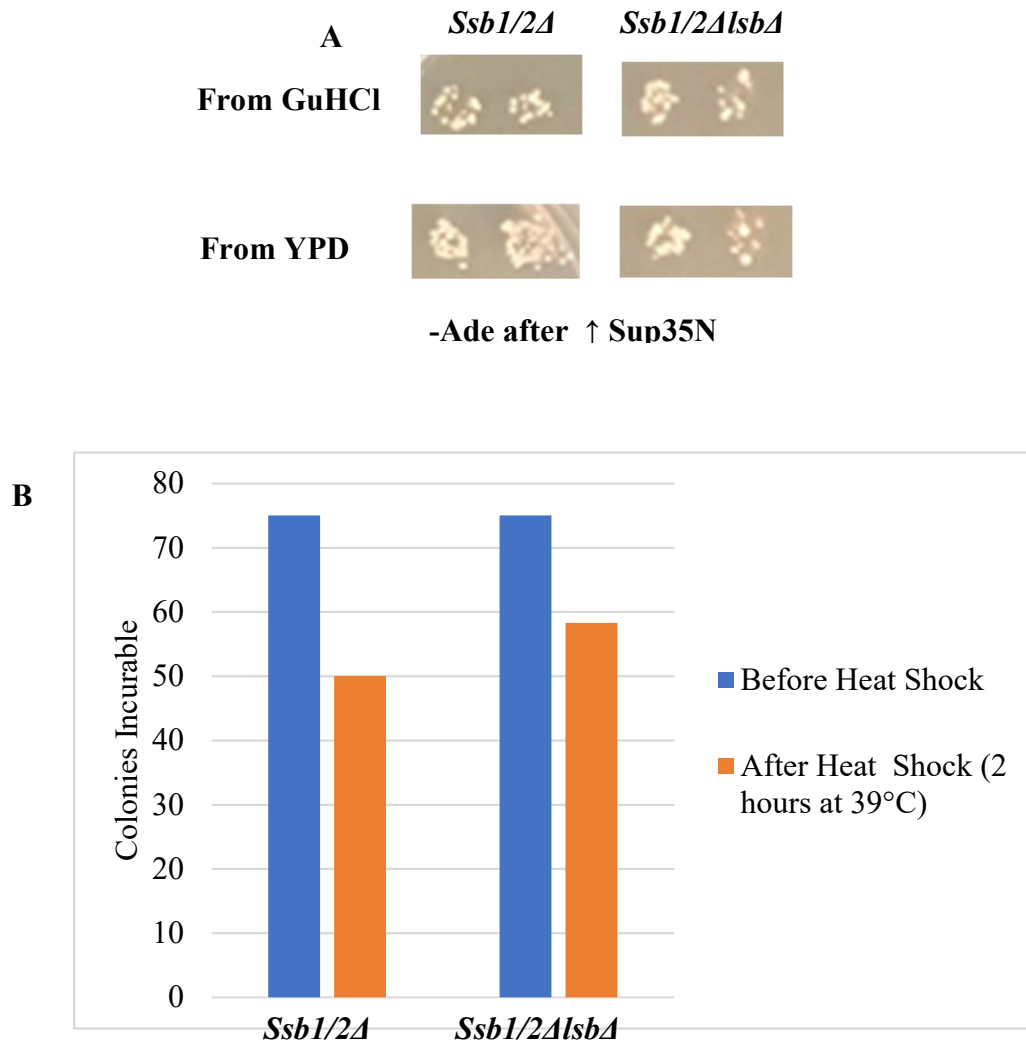 A
Ssb1/2Δ Ssb1/2ΔlsbΔ
From GuHCl
From YPD
-Ade after ↑ Sup35N
B
80
70
60
50
40
30
20
10
0
Colonies Incurable
Before Heat Shock
After Heat Shock (2
hours at 39°C)
Ssb1/2Δ Ssb1/2ΔlsbΔ